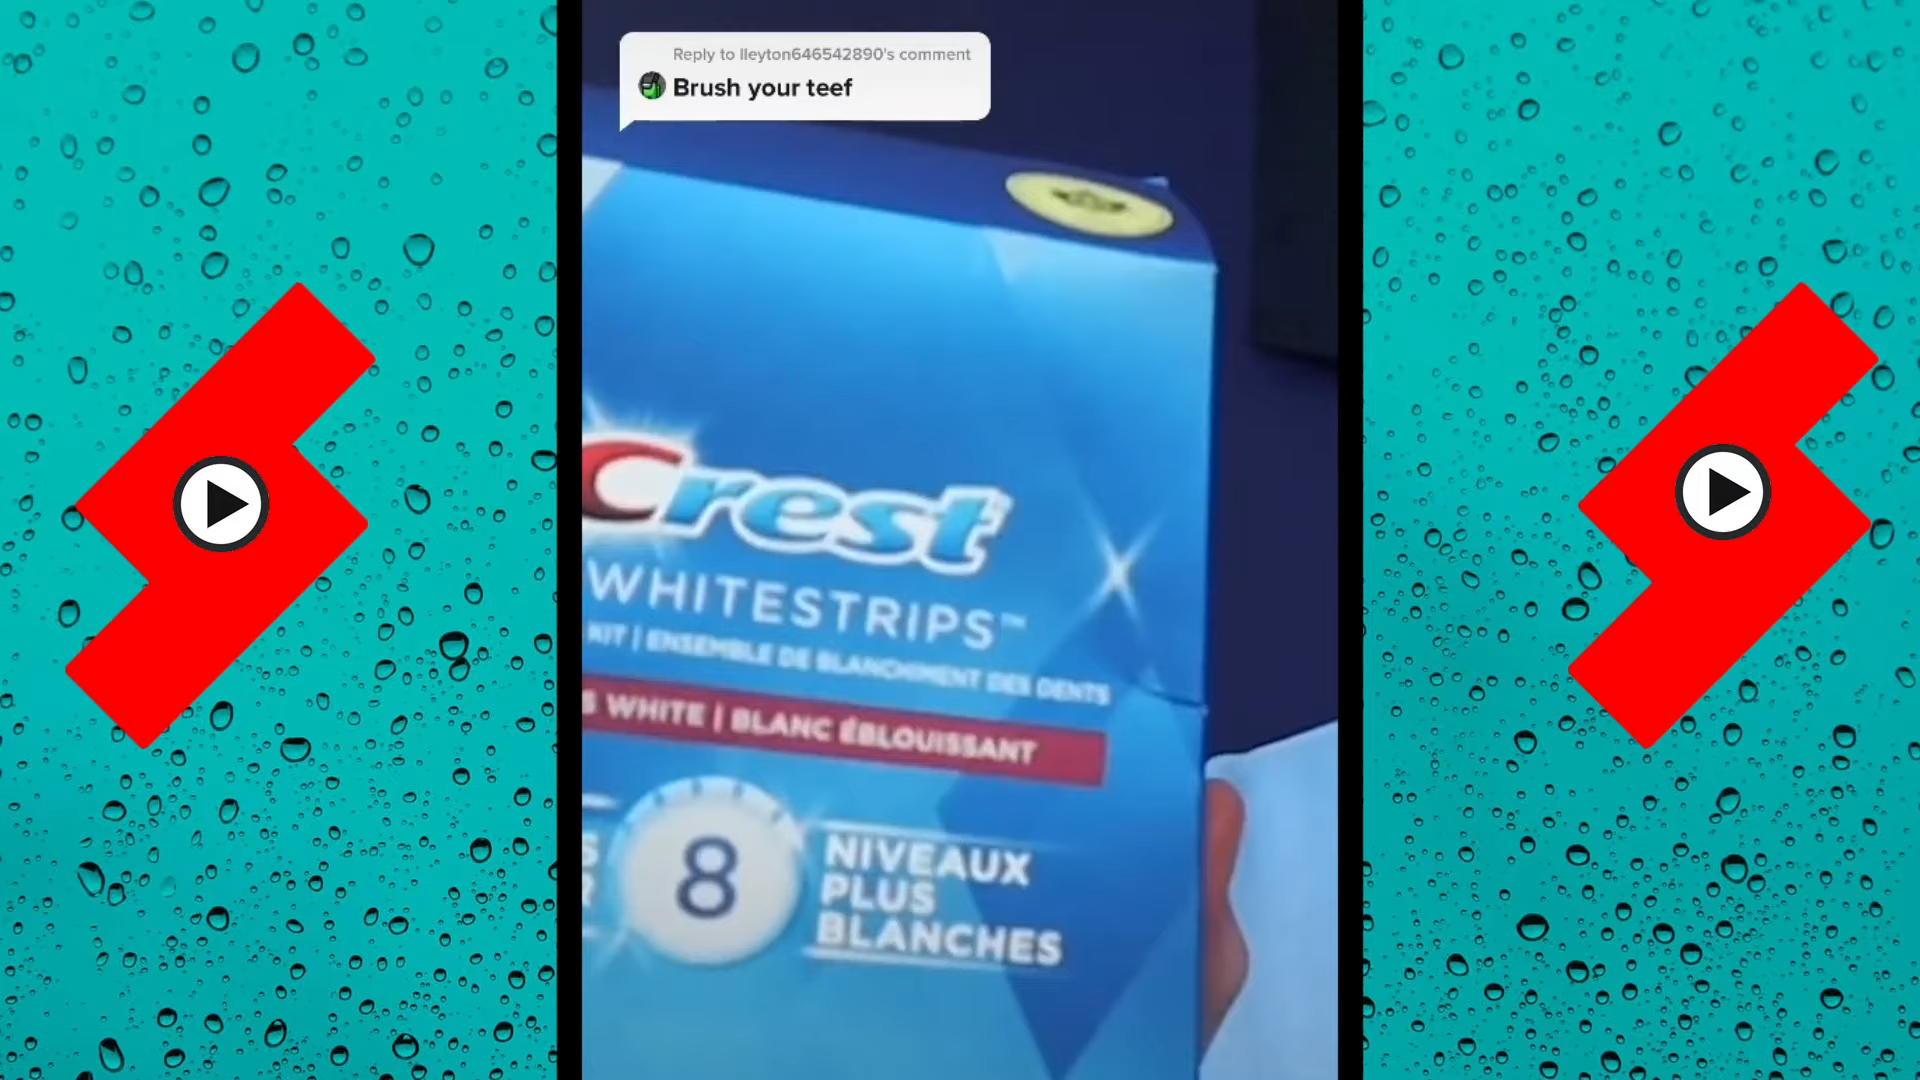 Reply to lleyton646542890's comment
Brush your teef
Crest
WHITESTRIPS™
KIT | ENSEMBLE DE BLANCHIMENT DES DENTS
WHITE | BLANC ÉBLOUISSANT
8
NIVEAUX
PLUS
BLANCHES